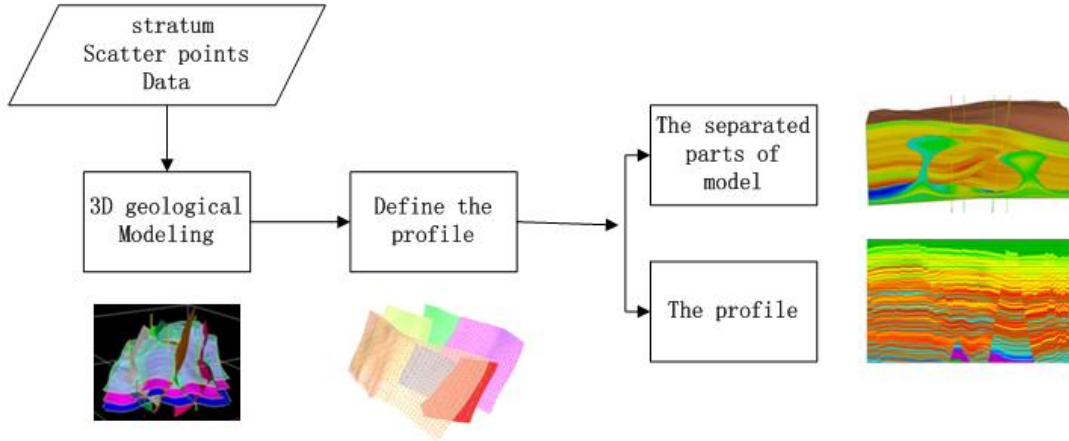 stratum
Scatter points
Data
3D geological
Modeling
Define the
profile
The separated
parts of
model
The profile